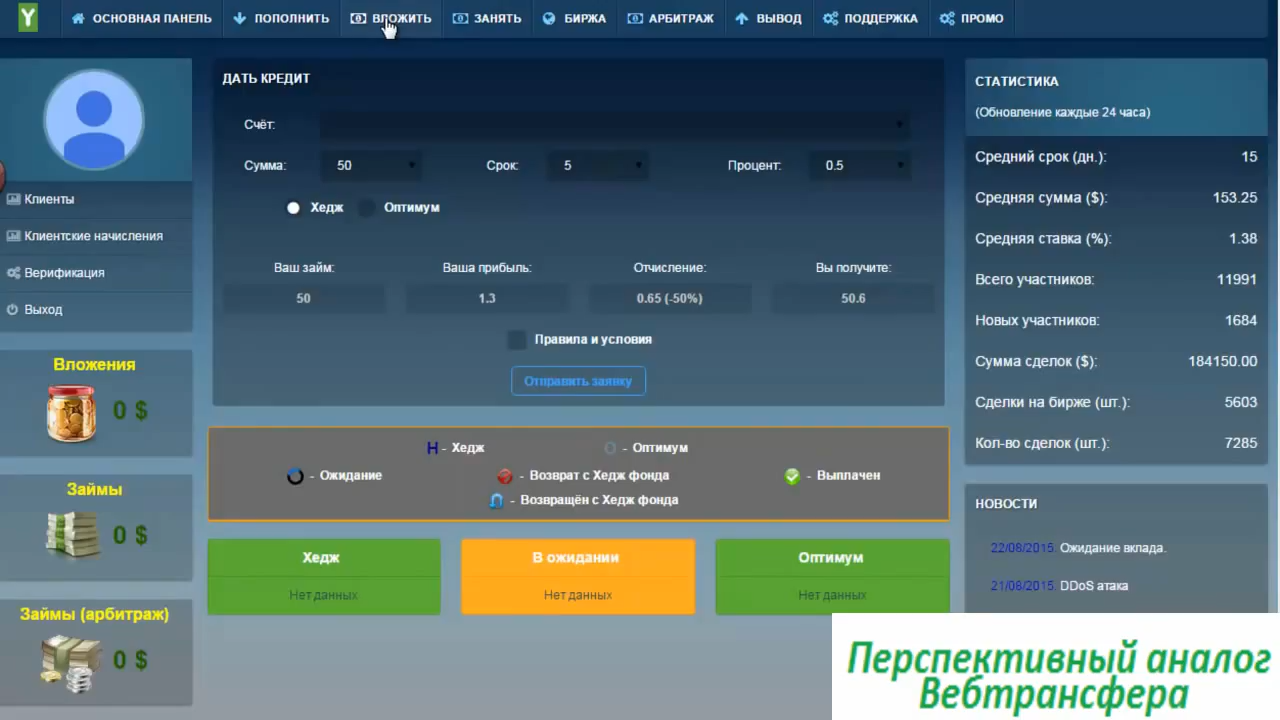 Y
ОСНОВНАЯ ПАНЕЛЬ ПОПОЛНИТЬ ВЛОЖИТЬ ЗАНЯТЬ БИРЖА АРБИТРАЖ ВЫВОД ПОДДЕРЖКА ПРОМО
Клиенты
Клиентские начисления
Верификация
Выход
Вложения
0 $
Займы
0 $
Займы (арбитраж)
0 $
ДАТЬ КРЕДИТ
Счёт:
Сумма: 50 Срок: 5 Процент: 0.5
Хедж Оптимум
Ваш займ: Ваша прибыль: Отчисление: Вы получите:
50 1.3 0.65 (-50%) 50.6
Правила и условия
Отправить заявку
H - Хедж O - Оптимум
- Ожидание - Возврат с Хедж фонда - Выплачен
- Возвращён с Хедж фонда
Хедж В ожидании Оптимум
Нет данных Нет данных Нет данных
СТАТИСТИКА
(Обновление каждые 24 часа)
Средний срок (дн.): 15
Средняя сумма ($): 153.25
Средняя ставка (%): 1.38
Всего участников: 11991
Новых участников: 1684
Сумма сделок ($): 184150.00
Сделки на бирже (шт.): 5603
Кол-во сделок (шт.): 7285
НОВОСТИ
22/08/2015 Ожидание вклада.
21/08/2015 DDoS атака
Перспективный аналог
Вебтрансфера